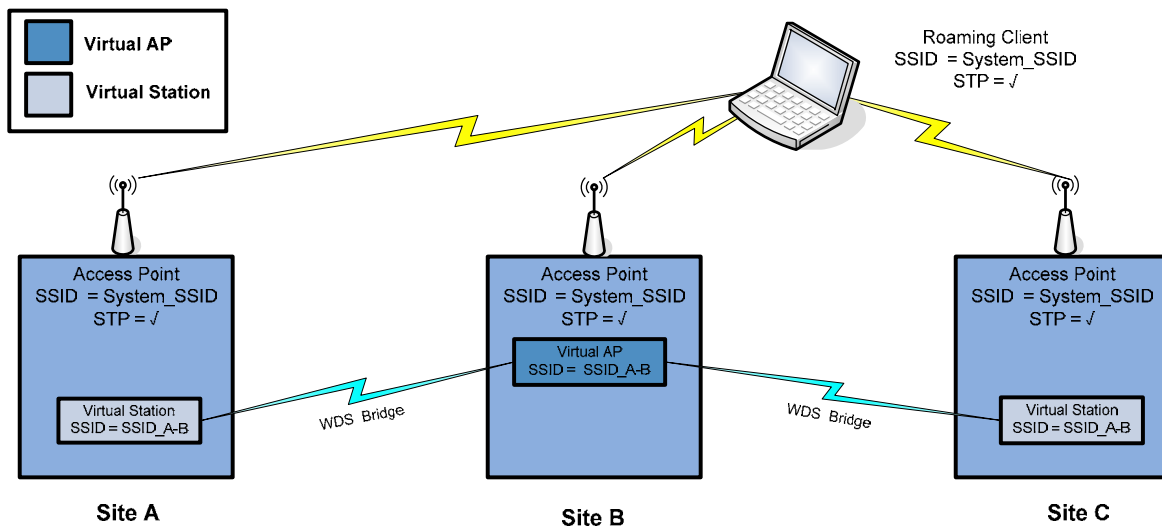 Virtual AP
Virtual Station
Roaming Client
SSID = System_SSID
STP = √
Access Point
SSID = System_SSID
STP = √
Virtual Station
SSID = SSID_A-B
WDS Bridge
Access Point
SSID = System_SSID
STP = √
Virtual AP
SSID = SSID_A-B
WDS Bridge
Access Point
SSID = System_SSID
STP = √
Virtual Station
SSID = SSID_A-B
Site A
Site B
Site C